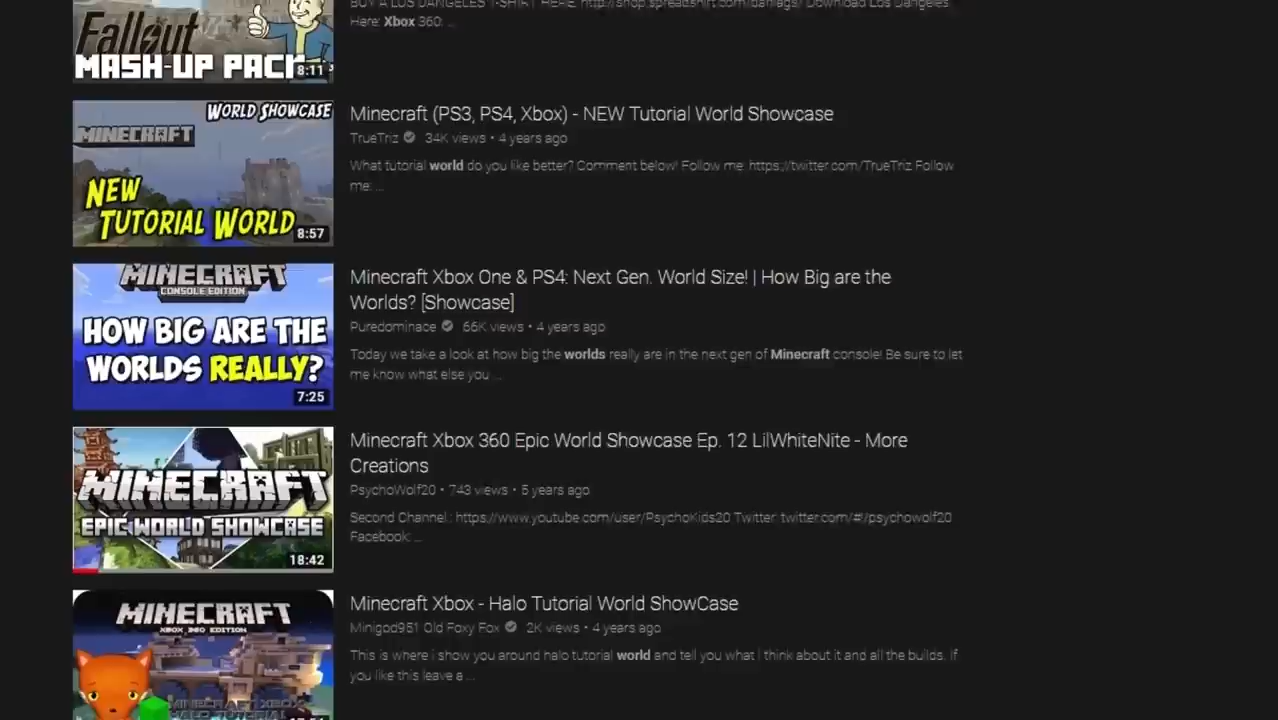 BUY A LOS DANGELES T-SHIRT HERE: http://shop.spreadshirt.com/bahlags/ Download Los Dangeles
Here: Xbox 360: ...
Fallout
MASH-UP PACK
8:11
WORLD SHOWCASE
MINECRAFT
NEW
TUTORIAL WORLD
8:57
Minecraft (PS3, PS4, Xbox) - NEW Tutorial World Showcase
TrueTriz 34K views • 4 years ago
What tutorial world do you like better? Comment below! Follow me: https://twitter.com/TrueTriz Follow
me: ...
MINECRAFT
CONSOLE EDITION
HOW BIG ARE THE
WORLDS REALLY?
7:25
Minecraft Xbox One & PS4: Next Gen. World Size! | How Big are the
Worlds? [Showcase]
Puredominace 66K views • 4 years ago
Today we take a look at how big the worlds really are in the next gen of Minecraft console! Be sure to let
me know what else you ...
MINECRAFT
EPIC WORLD SHOWCASE
18:42
Minecraft Xbox 360 Epic World Showcase Ep. 12 LilWhiteNite - More
Creations
PsychoWolf20 • 743 views • 5 years ago
Second Channel : https://www.youtube.com/user/PsychoKids20 Twitter: twitter.com/#!/psychowolf20
Facebook: ...
MINECRAFT
XBOX 360 EDITION
MINECRAFT XBOX
HALO TUTORIAL
Minecraft Xbox - Halo Tutorial World ShowCase
Minigod951 Old Foxy Fox 2K views • 4 years ago
This is where i show you around halo tutorial world and tell you what i think about it and all the builds. If
you like this leave a ...